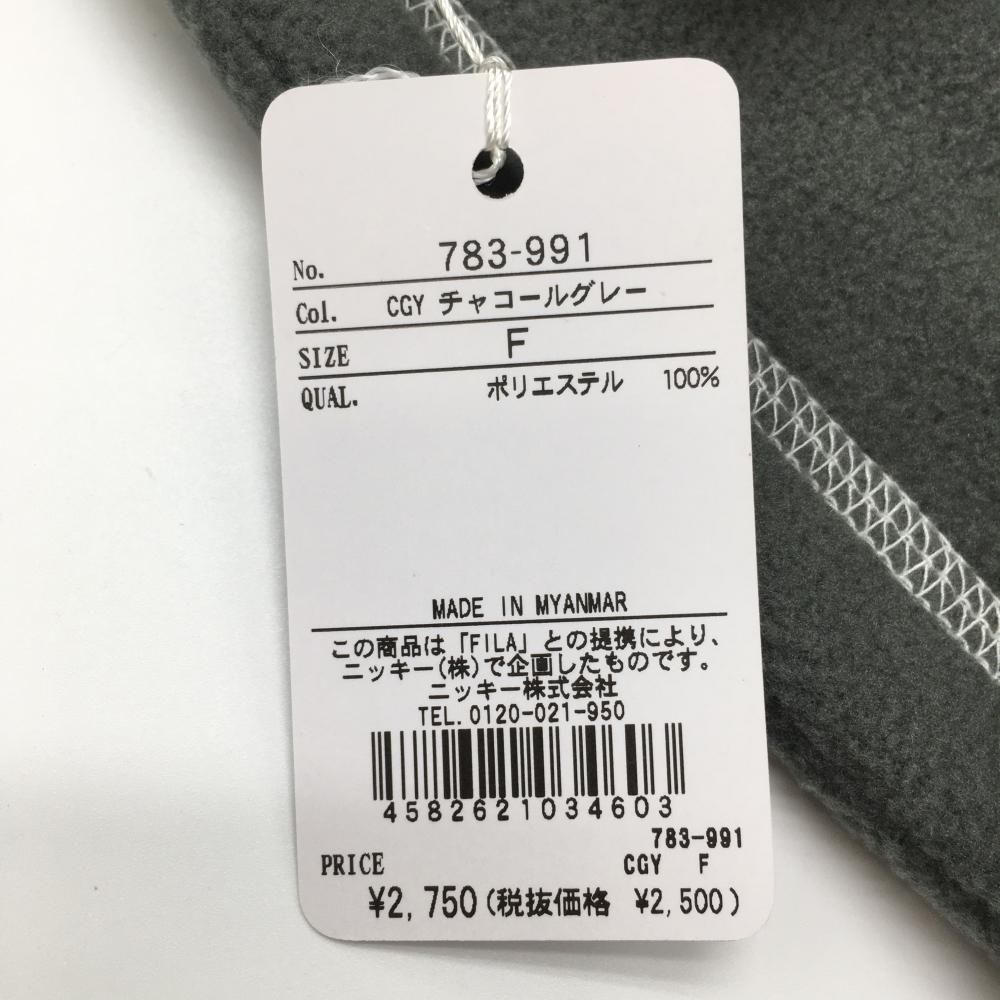 No. 783-991
Col. CGY チャコールグレー
SIZE F
QUAL. ポリエステル 100%
MADE IN MYANMAR
この商品は「FILA」との提携により、
ニッキー(株)で企画したものです。
ニッキー株式会社
TEL.0120-021-950
4582621034603
783-991
PRICE CGY F
¥2,750(税抜価格 ¥2,500)